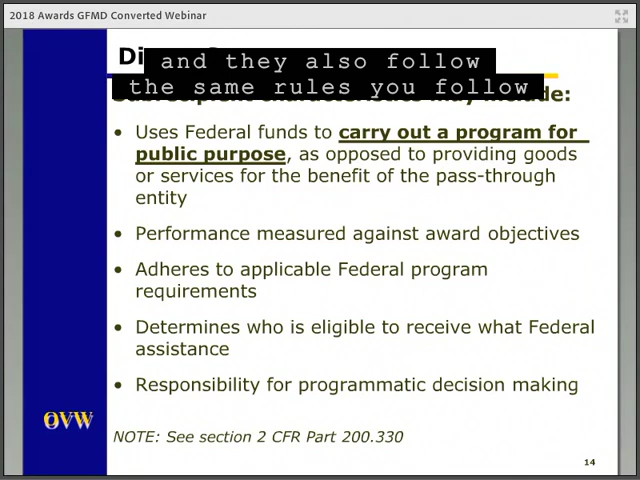 2018 Awards GFMD Converted Webinar
and they also follow
the same rules you follow
• Uses Federal funds to carry out a program for
public purpose, as opposed to providing goods
or services for the benefit of the pass-through
entity
• Performance measured against award objectives
• Adheres to applicable Federal program
requirements
• Determines who is eligible to receive what Federal
assistance
• Responsibility for programmatic decision making
OVW
NOTE: See section 2 CFR Part 200.330
14